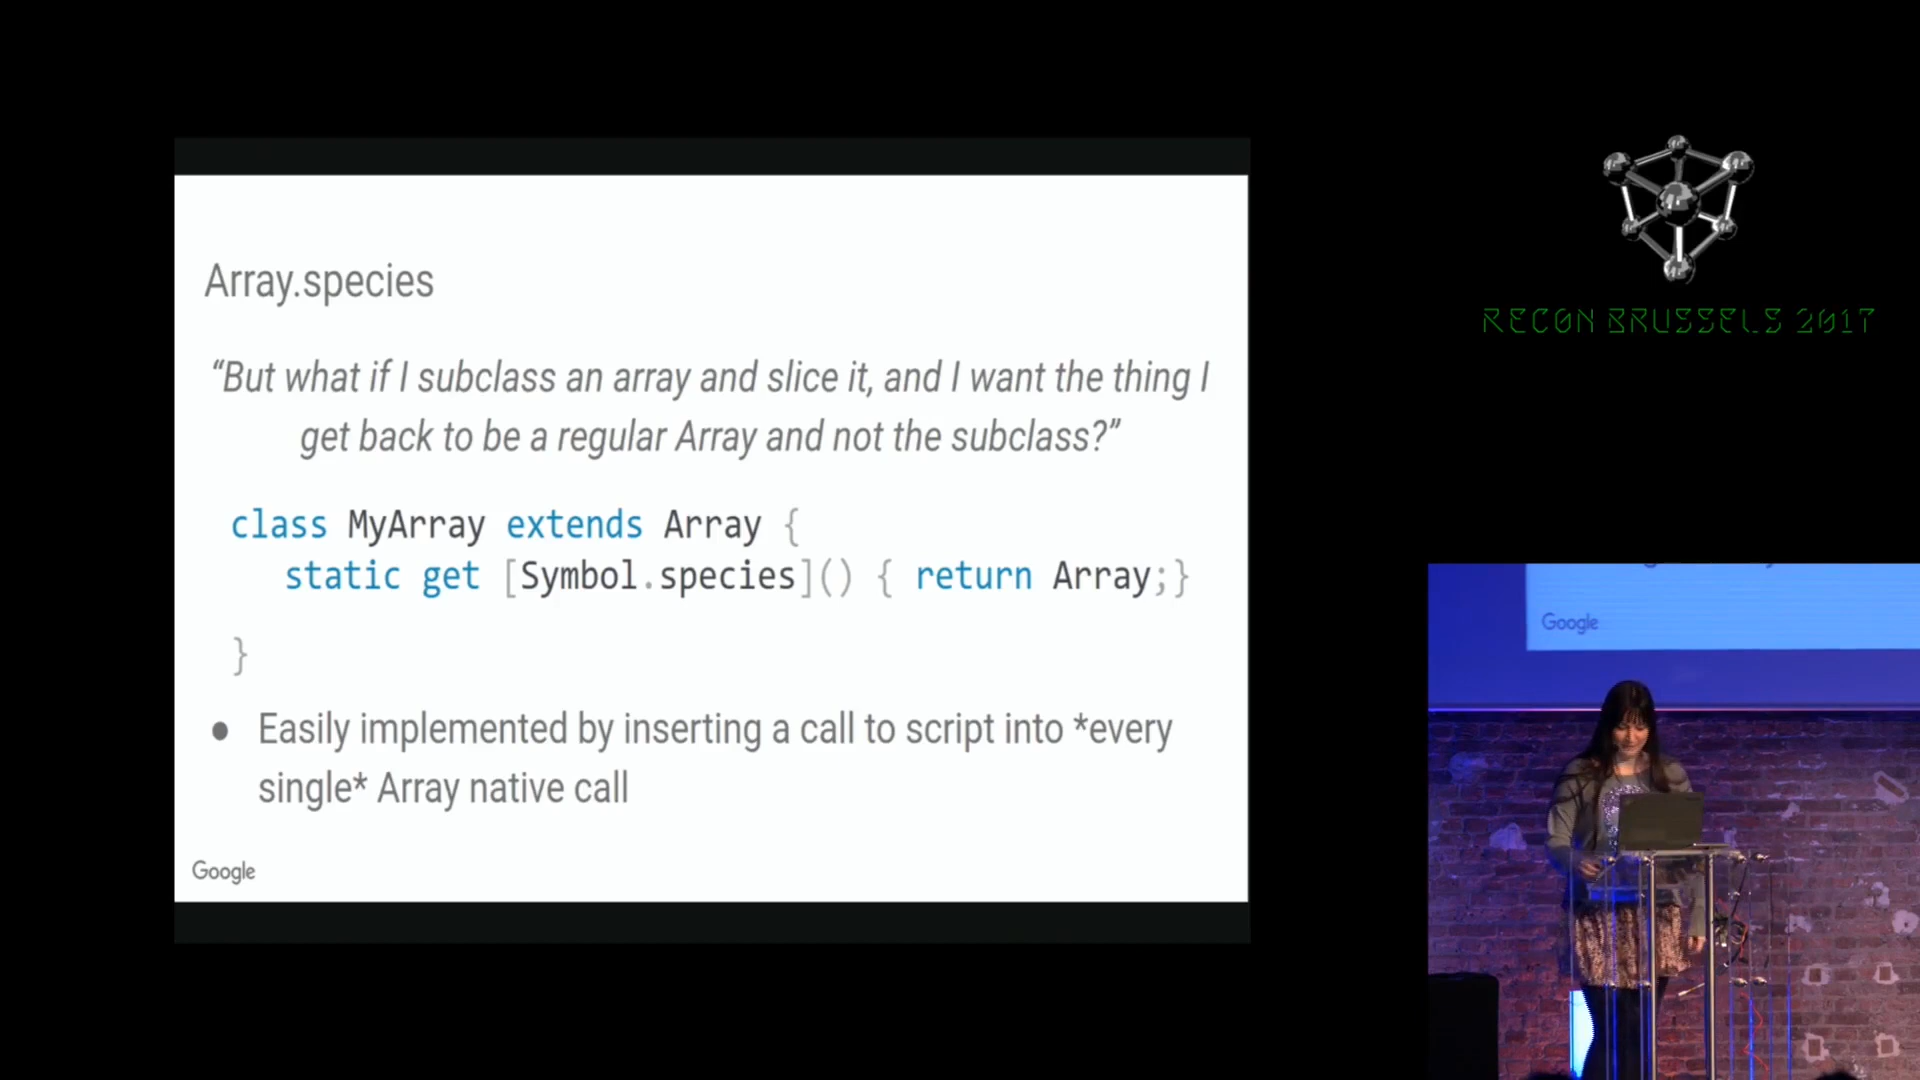 Array.species
“But what if I subclass an array and slice it, and I want the thing I
get back to be a regular Array and not the subclass?”
class MyArray extends Array {
static get [Symbol.species]() { return Array;}
}
● Easily implemented by inserting a call to script into *every
single* Array native call
Google
RECON BRUSSELS 2017
Google